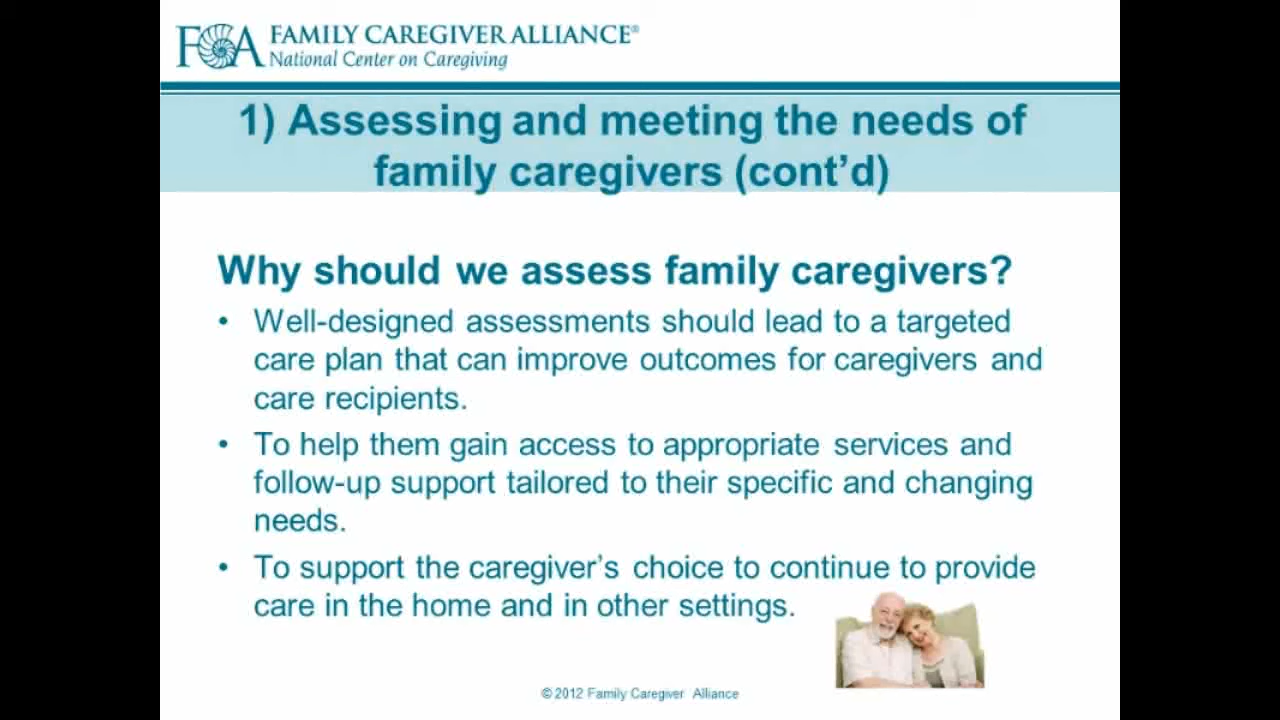 FCA FAMILY CAREGIVER ALLIANCE®
National Center on Caregiving
1) Assessing and meeting the needs of
family caregivers (cont’d)
Why should we assess family caregivers?
• Well-designed assessments should lead to a targeted
care plan that can improve outcomes for caregivers and
care recipients.
• To help them gain access to appropriate services and
follow-up support tailored to their specific and changing
needs.
• To support the caregiver’s choice to continue to provide
care in the home and in other settings.
© 2012 Family Caregiver Alliance